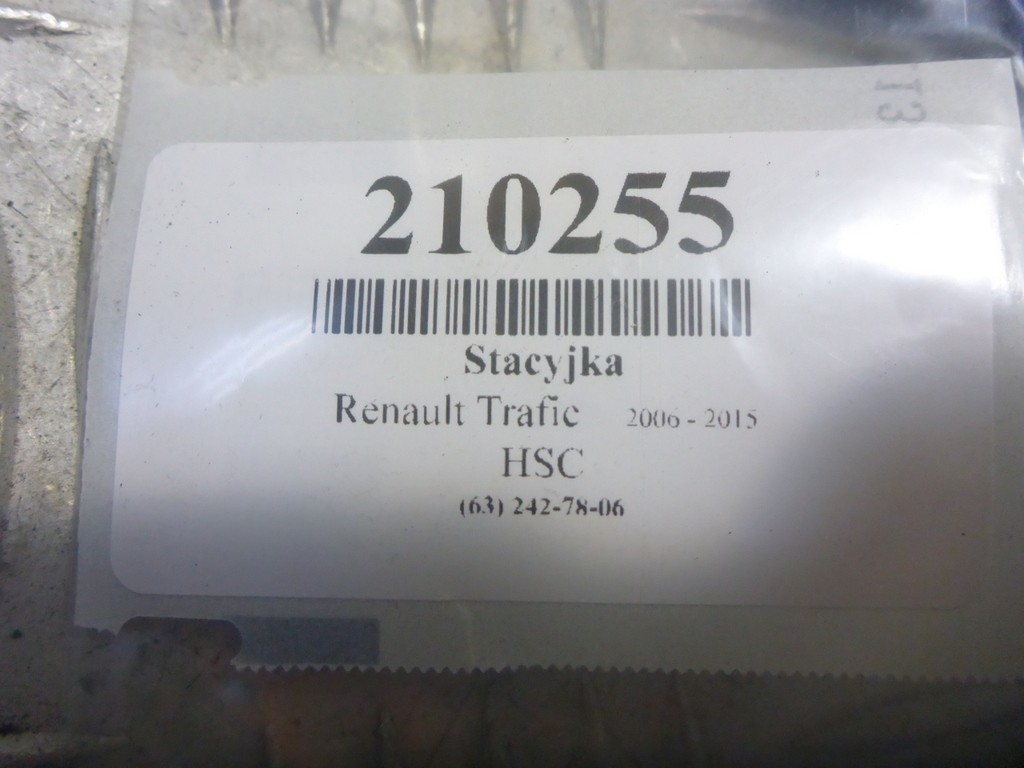 210255
Stacyjka
Renault Trafic 2006 - 2015
HSC
(63) 242-78-06